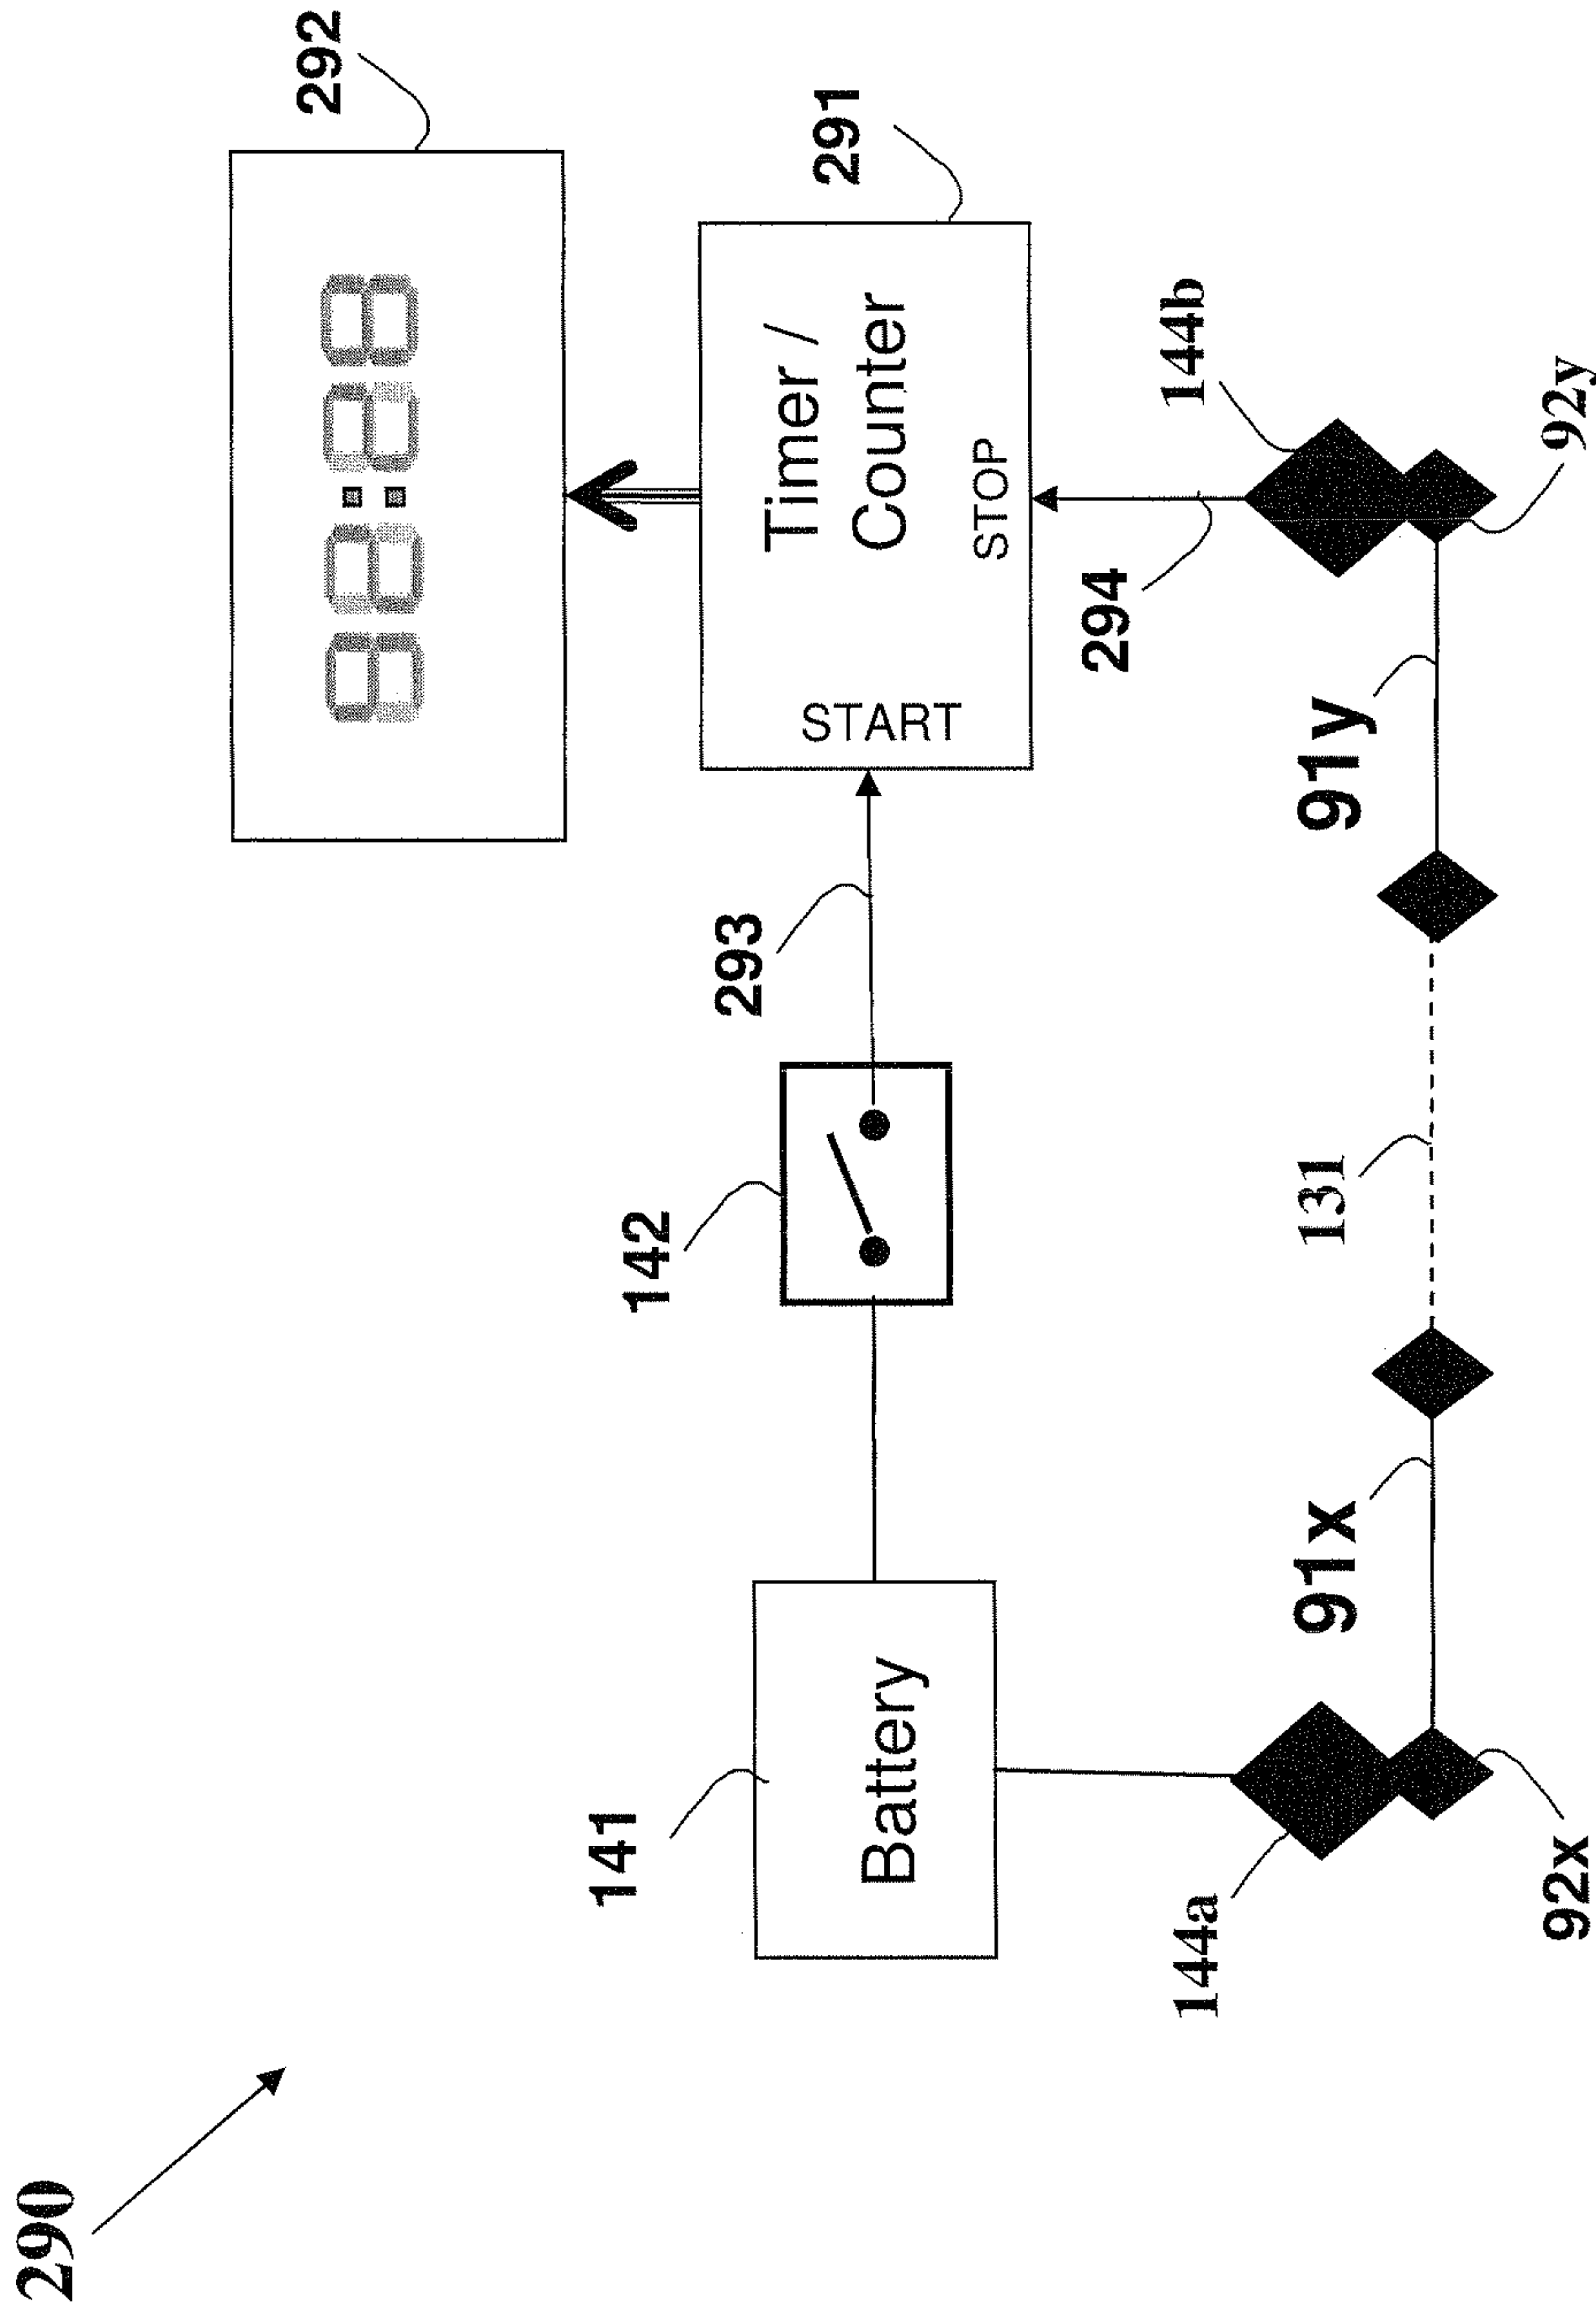 290
292
88:88
141
Battery
142
293
Timer /
Counter
START
STOP
291
294
144a
92x
91x
131
91y
144b
92y